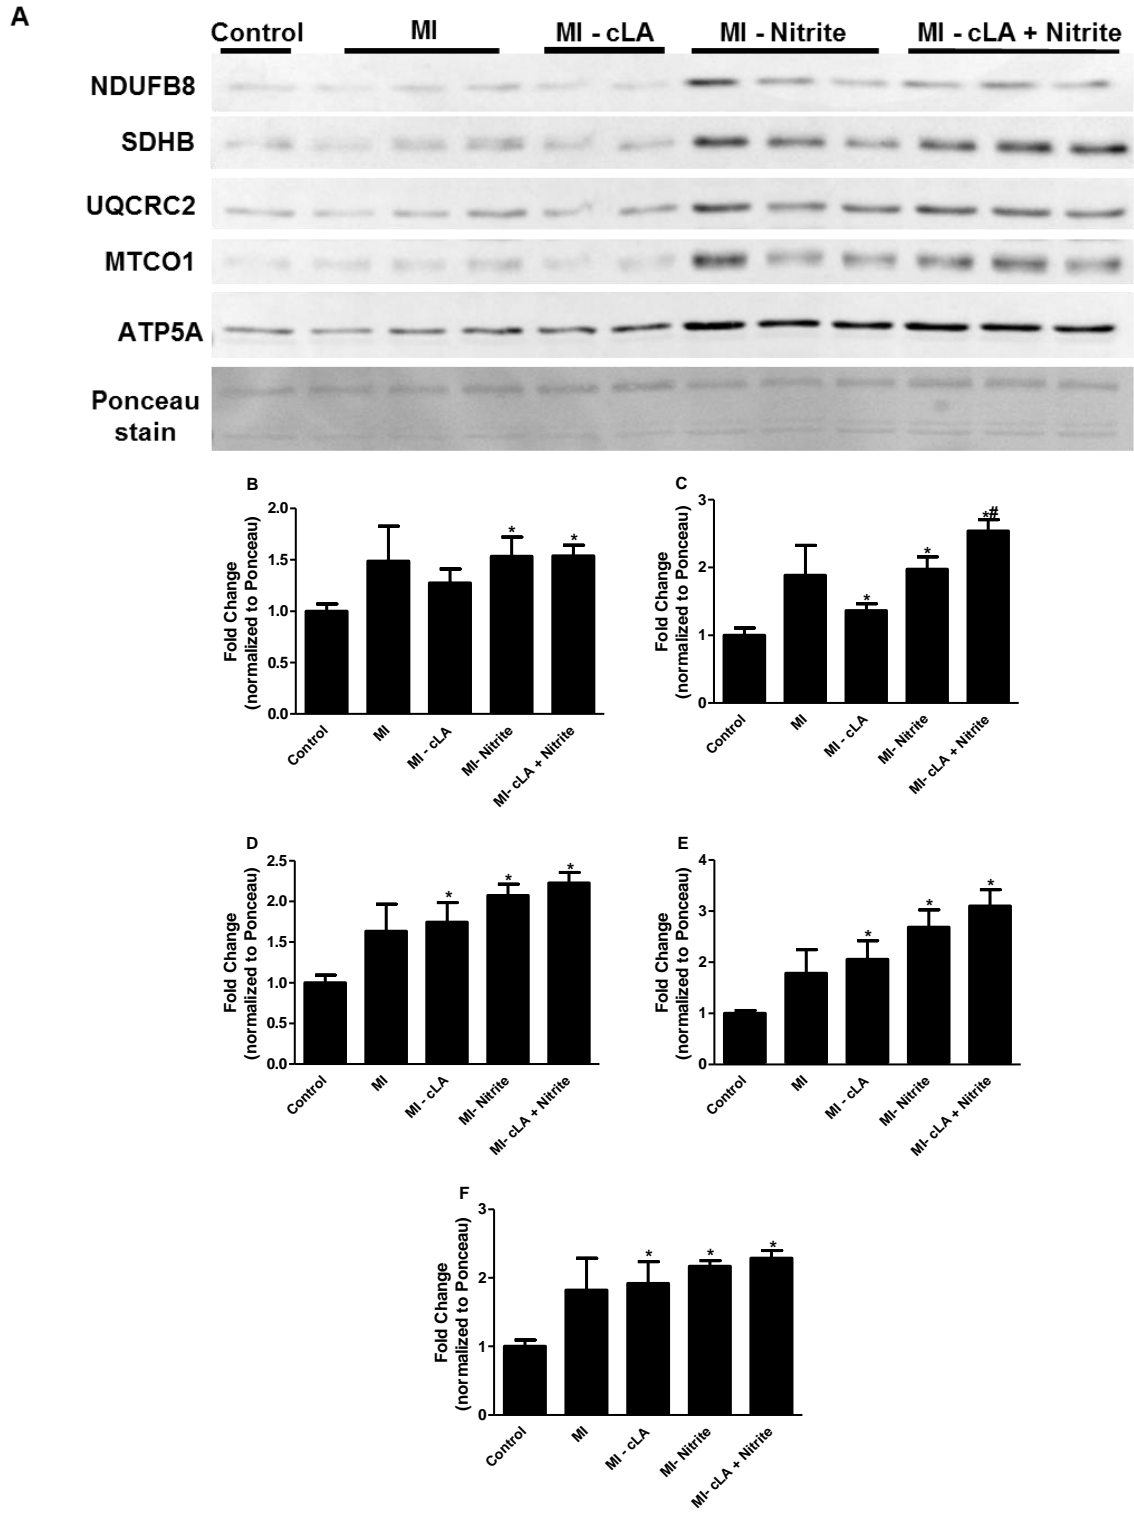 A
Control MI MI - cLA MI - Nitrite MI - cLA + Nitrite
NDUFB8
SDHB
UQCRC2
MTCO1
ATP5A
Ponceau
stain
B
Fold Change
(normalized to Ponceau)
2.0
1.5
1.0
0.5
0.0
* *
Control MI MI - cLA MI- Nitrite MI- cLA + Nitrite
C
Fold Change
(normalized to Ponceau)
3
2
1
0
* * *#
Control MI MI - cLA MI- Nitrite MI- cLA + Nitrite
D
Fold Change
(normalized to Ponceau)
2.5
2.0
1.5
1.0
0.5
0.0
* * *
Control MI MI - cLA MI- Nitrite MI- cLA + Nitrite
E
Fold Change
(normalized to Ponceau)
4
3
2
1
0
* * *
Control MI MI - cLA MI- Nitrite MI- cLA + Nitrite
F
Fold Change
(normalized to Ponceau)
3
2
1
0
* * *
Control MI MI - cLA MI- Nitrite MI- cLA + Nitrite